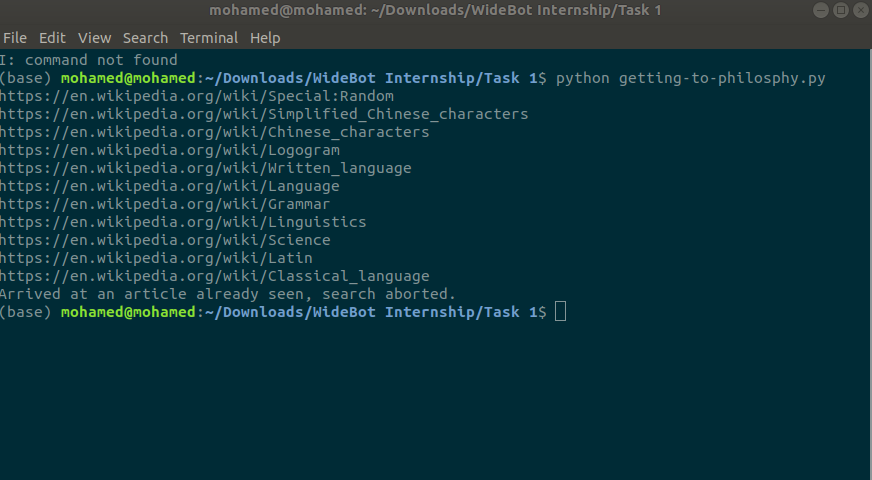 mohamed@mohamed: ~/Downloads/WideBot Internship/Task 1
File Edit View Search Terminal Help
I: command not found
(base) mohamed@mohamed:~/Downloads/WideBot Internship/Task 1$ python getting-to-philosphy.py
https://en.wikipedia.org/wiki/Special:Random
https://en.wikipedia.org/wiki/Simplified_Chinese_characters
https://en.wikipedia.org/wiki/Chinese_characters
https://en.wikipedia.org/wiki/Logogram
https://en.wikipedia.org/wiki/Written_language
https://en.wikipedia.org/wiki/Language
https://en.wikipedia.org/wiki/Grammar
https://en.wikipedia.org/wiki/Linguistics
https://en.wikipedia.org/wiki/Science
https://en.wikipedia.org/wiki/Latin
https://en.wikipedia.org/wiki/Classical_language
Arrived at an article already seen, search aborted.
(base) mohamed@mohamed:~/Downloads/WideBot Internship/Task 1$